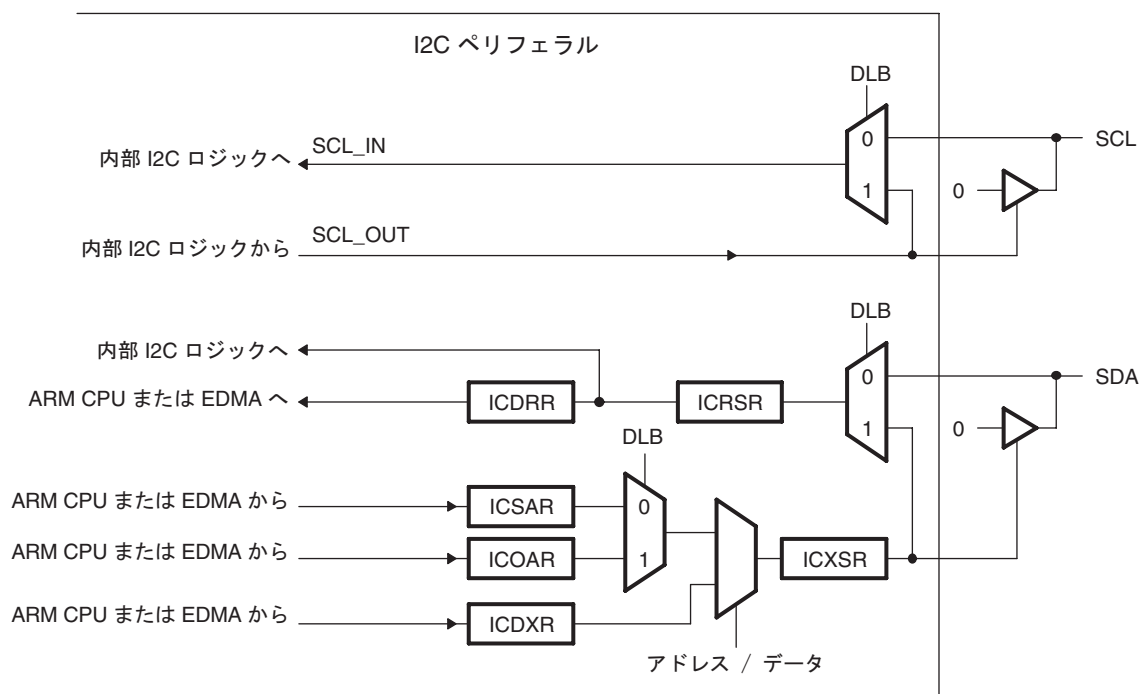 I2C ペリフェラル
DLB
内部 I2C ロジックへ
SCL_IN
0
SCL
1
0
内部 I2C ロジックから
SCL_OUT
DLB
内部 I2C ロジックへ
0
SDA
ARM CPU または EDMA へ
ICDRR
ICRSR
1
0
DLB
ARM CPU または EDMA から
ICSAR
0
ARM CPU または EDMA から
ICOAR
1
ICXSR
ARM CPU または EDMA から
ICDXR
アドレス / データ